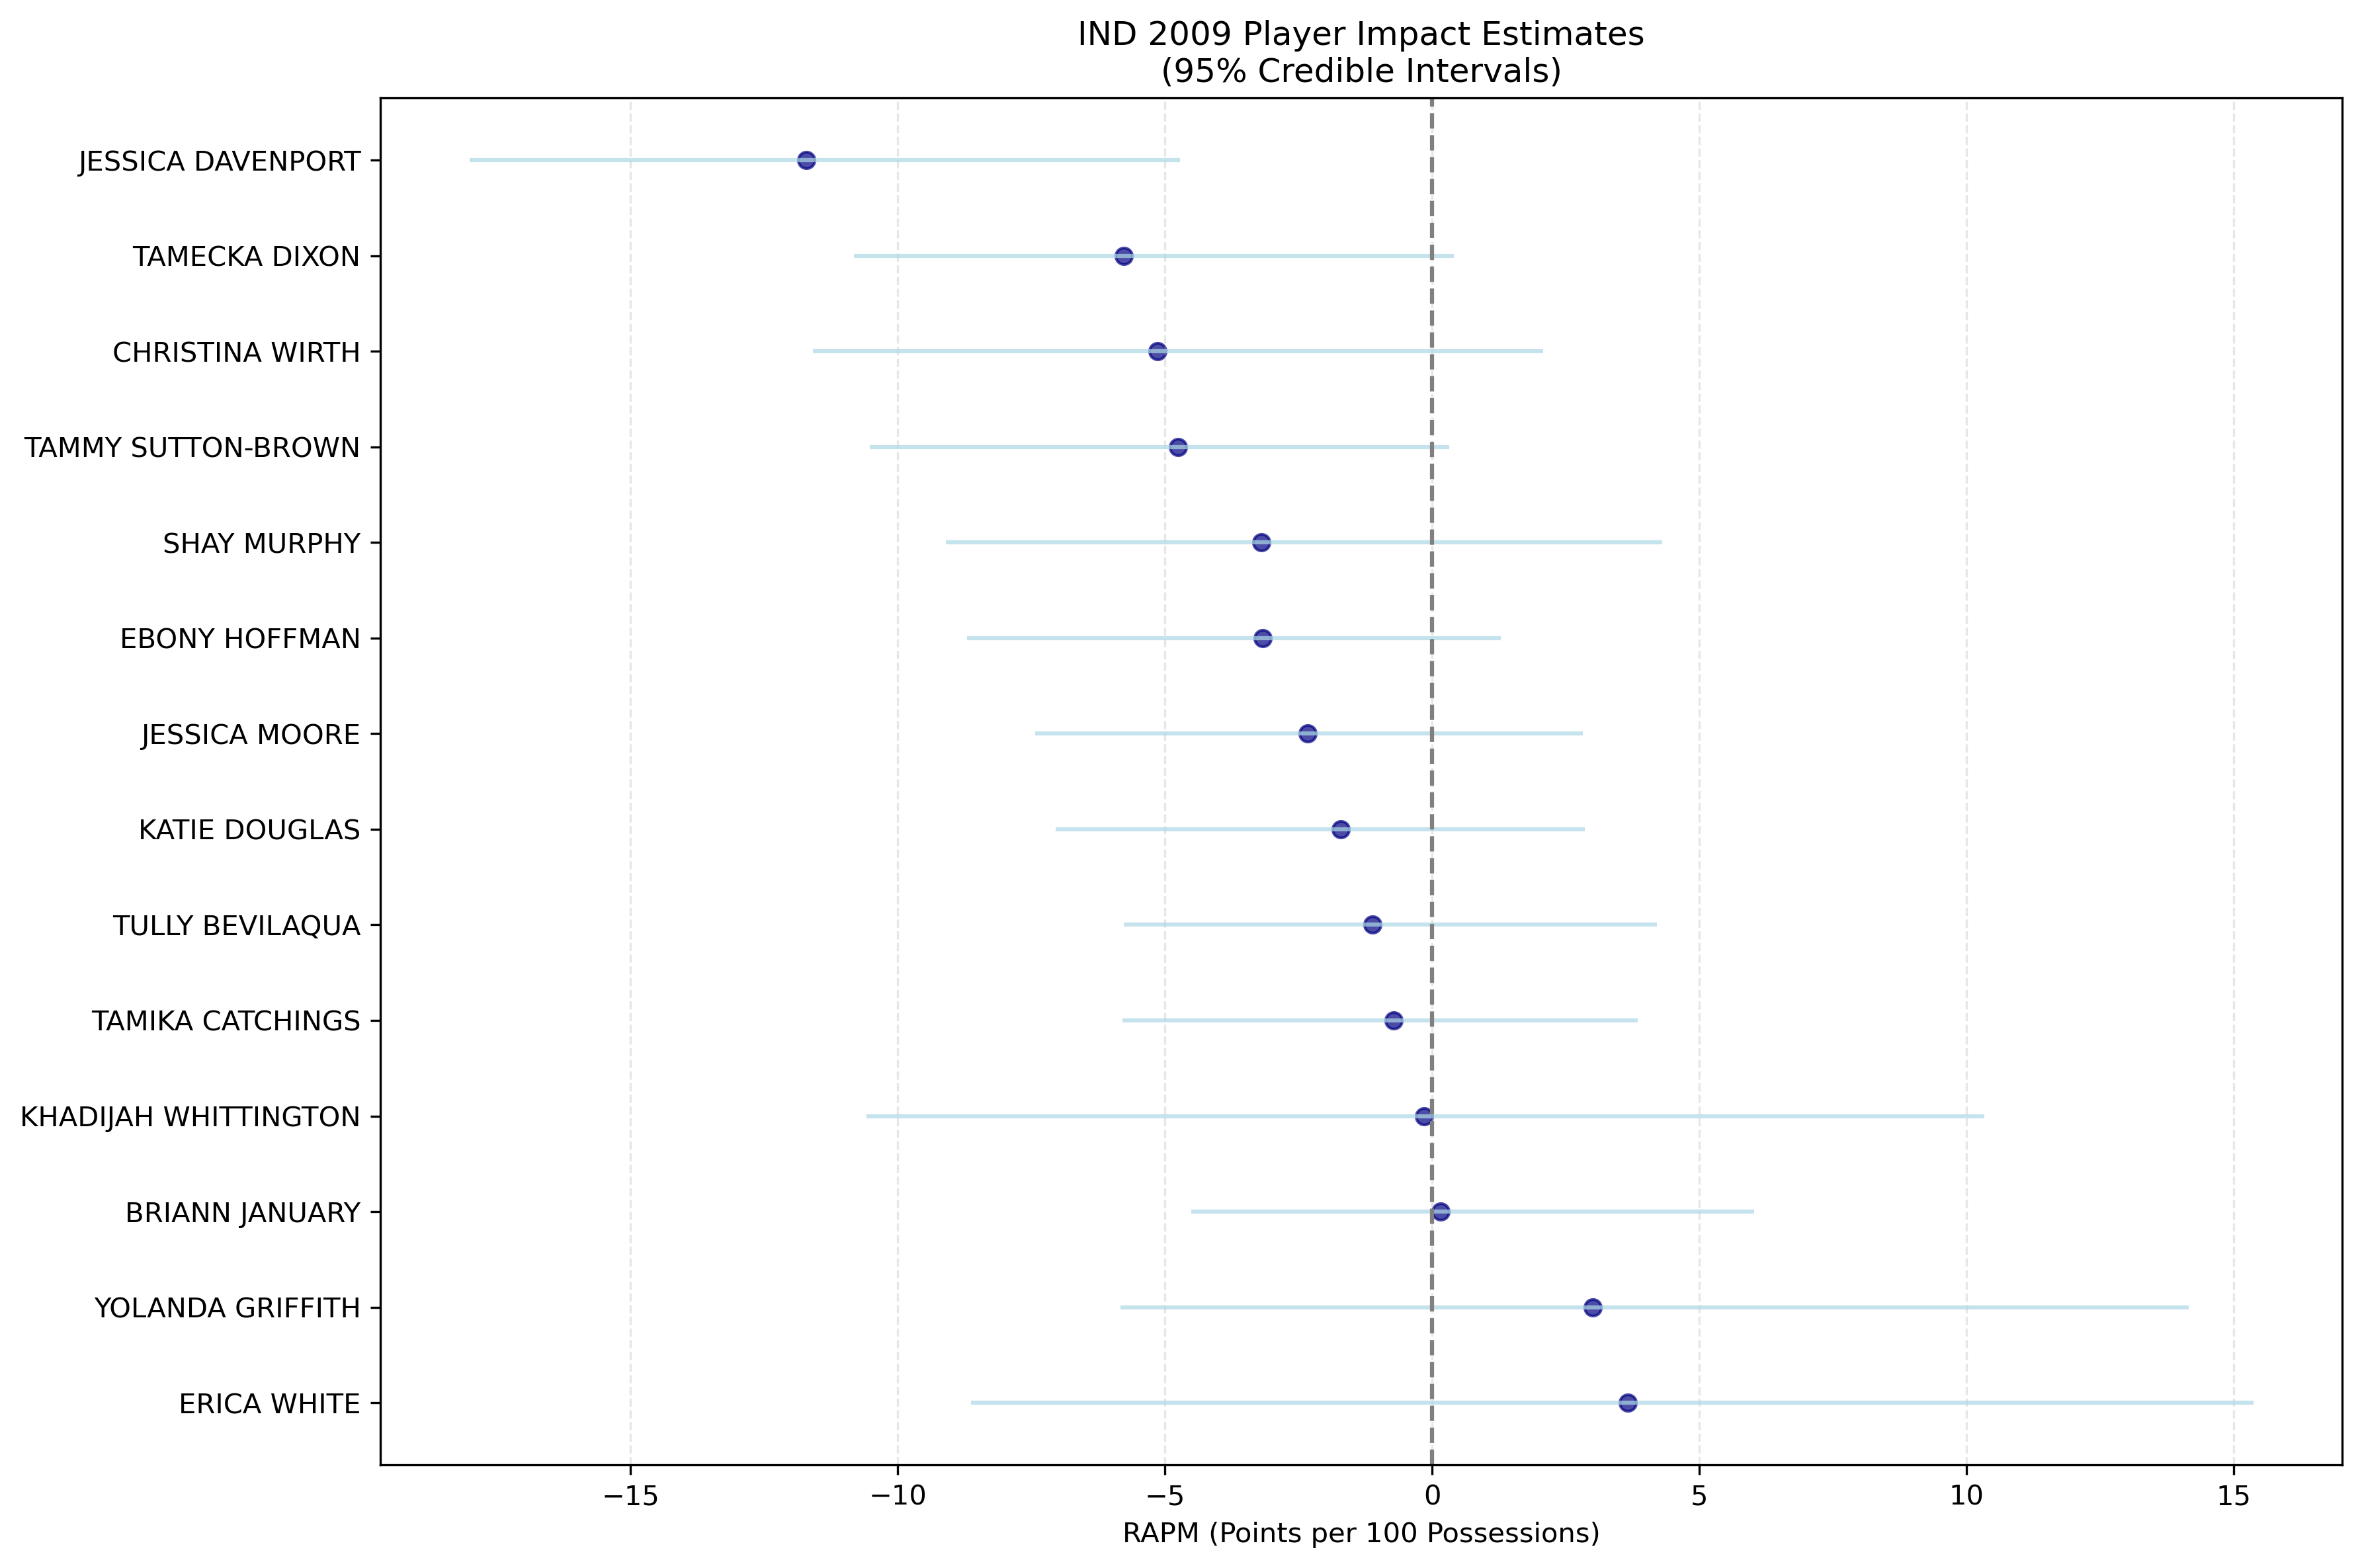 IND 2009 Player Impact Estimates
(95% Credible Intervals)
JESSICA DAVENPORT
TAMECKA DIXON
CHRISTINA WIRTH
TAMMY SUTTON-BROWN
SHAY MURPHY
EBONY HOFFMAN
JESSICA MOORE
KATIE DOUGLAS
TULLY BEVILAQUA
TAMIKA CATCHINGS
KHADIJAH WHITTINGTON
BRIANN JANUARY
YOLANDA GRIFFITH
ERICA WHITE
−15 −10 −5 0 5 10 15
RAPM (Points per 100 Possessions)